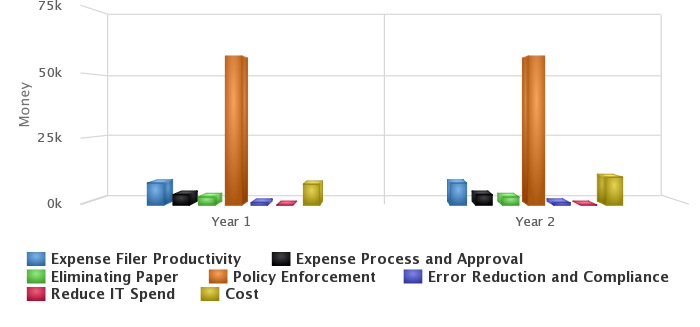 75k
50k
25k
0k
Money
Year 1
Year 2
Expense Filer Productivity
Expense Process and Approval
Eliminating Paper
Policy Enforcement
Error Reduction and Compliance
Reduce IT Spend
Cost